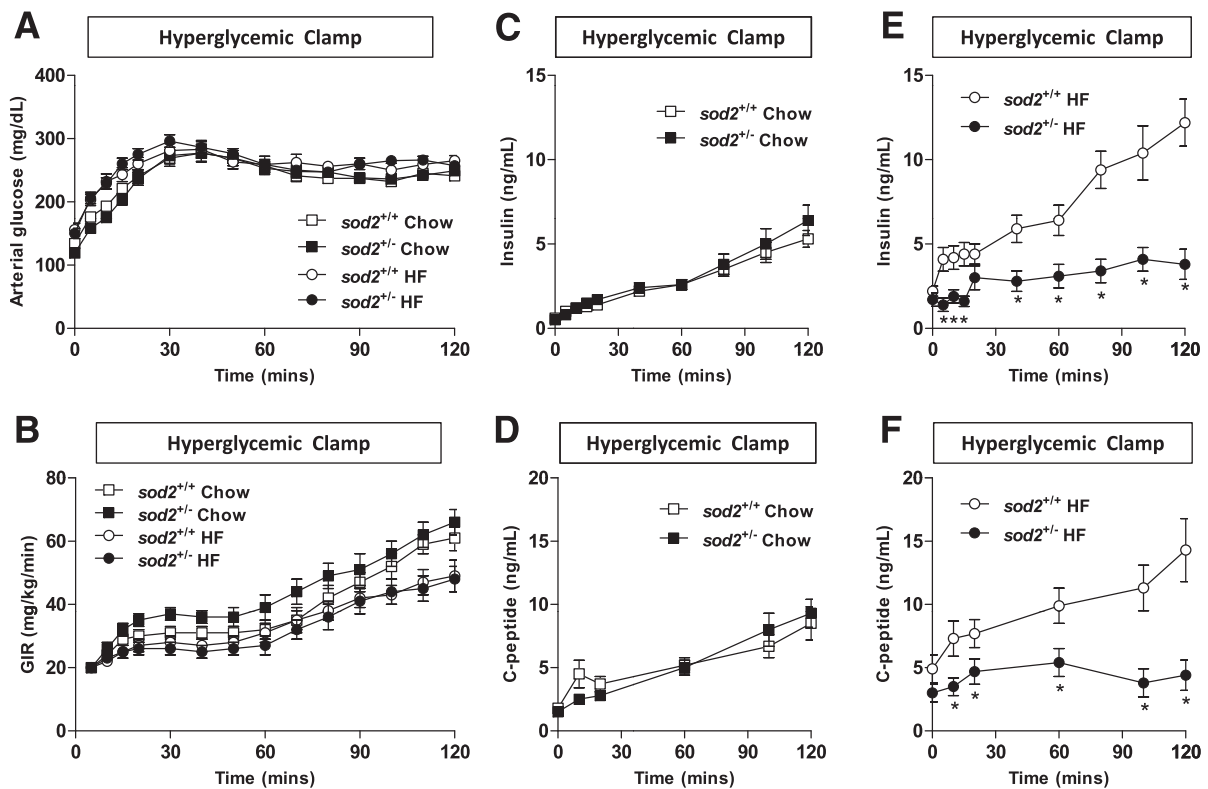 A
Hyperglycemic Clamp
Arterial glucose (mg/dL)
400
300
200
100
0
sod2+/+ Chow
sod2+/- Chow
sod2+/+ HF
sod2+/- HF
0 30 60 90 120
Time (mins)
C
Hyperglycemic Clamp
Insulin (ng/mL)
15
10
5
0
sod2+/+ Chow
sod2+/- Chow
0 30 60 90 120
Time (mins)
E
Hyperglycemic Clamp
Insulin (ng/mL)
15
10
5
0
sod2+/+ HF
sod2+/- HF
* * * * *
***
0 30 60 90 120
Time (mins)
B
Hyperglycemic Clamp
GIR (mg/kg/min)
80
60
40
20
0
sod2+/+ Chow
sod2+/- Chow
sod2+/+ HF
sod2+/- HF
0 30 60 90 120
Time (mins)
D
Hyperglycemic Clamp
C-peptide (ng/mL)
20
15
10
5
0
sod2+/+ Chow
sod2+/- Chow
0 30 60 90 120
Time (mins)
F
Hyperglycemic Clamp
C-peptide (ng/mL)
20
15
10
5
0
sod2+/+ HF
sod2+/- HF
* * * * *
0 30 60 90 120
Time (mins)